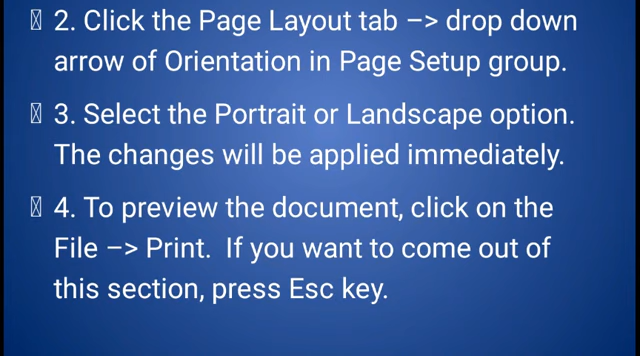 2. Click the Page Layout tab –> drop down
arrow of Orientation in Page Setup group.
3. Select the Portrait or Landscape option.
The changes will be applied immediately.
4. To preview the document, click on the
File –> Print.  If you want to come out of
this section, press Esc key.